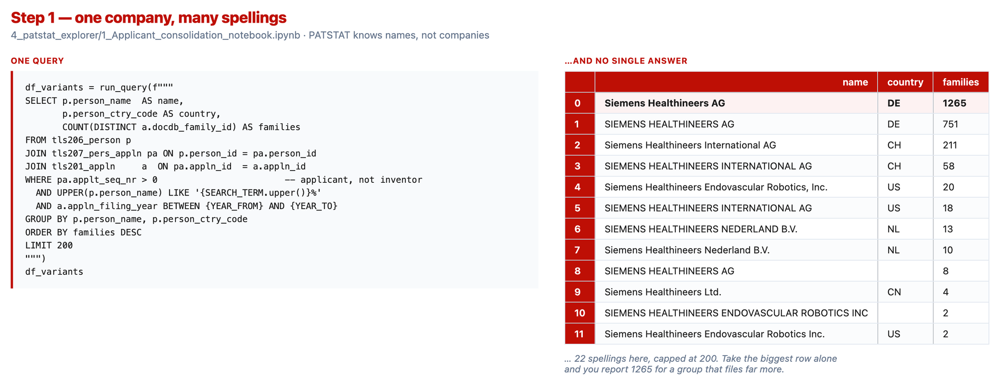 Step 1 — one company, many spellings
4_patstat_explorer/1_Applicant_consolidation_notebook.ipynb · PATSTAT knows names, not companies
ONE QUERY
df_variants = run_query(f"""
SELECT p.person_name  AS name,
       p.person_ctry_code AS country,
       COUNT(DISTINCT a.docdb_family_id) AS families
FROM tls206_person p
JOIN tls207_pers_appln pa ON p.person_id = pa.person_id
JOIN tls201_appln     a  ON pa.appln_id  = a.appln_id
WHERE pa.applt_seq_nr > 0                        -- applicant, not inventor
  AND UPPER(p.person_name) LIKE '{SEARCH_TERM.upper()}%'
  AND a.appln_filing_year BETWEEN {YEAR_FROM} AND {YEAR_TO}
GROUP BY p.person_name, p.person_ctry_code
ORDER BY families DESC
LIMIT 200
""")
df_variants
…AND NO SINGLE ANSWER
name country families
0 Siemens Healthineers AG DE 1265
1 SIEMENS HEALTHINEERS AG DE 751
2 Siemens Healthineers International AG CH 211
3 SIEMENS HEALTHINEERS INTERNATIONAL AG CH 58
4 Siemens Healthineers Endovascular Robotics, Inc. US 20
5 SIEMENS HEALTHINEERS INTERNATIONAL AG US 18
6 SIEMENS HEALTHINEERS NEDERLAND B.V. NL 13
7 Siemens Healthineers Nederland B.V. NL 10
8 SIEMENS HEALTHINEERS AG 8
9 Siemens Healthineers Ltd. CN 4
10 SIEMENS HEALTHINEERS ENDOVASCULAR ROBOTICS INC 2
11 Siemens Healthineers Endovascular Robotics Inc. US 2
… 22 spellings here, capped at 200. Take the biggest row alone
and you report 1265 for a group that files far more.